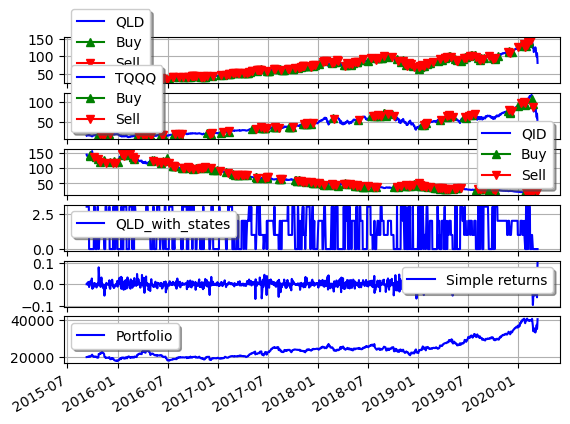 QLD
Buy
Sell
150
100
50
TQQQ
Buy
Sell
100
50
QID
Buy
Sell
150
100
50
QLD_with_states
2.5
0.0
Simple returns
0.1
0.0
−0.1
Portfolio
40000
20000
2015-07
2016-01
2016-07
2017-01
2017-07
2018-01
2018-07
2019-01
2019-07
2020-01